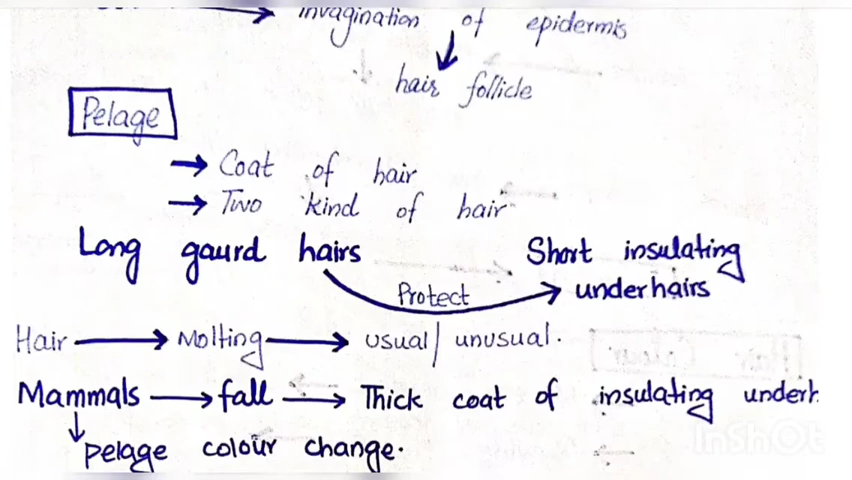 → invagination of epidermis
↓
hair follicle
Pelage
→ Coat of hair
→ Two kind of hair
Long gaurd hairs Short insulating
Protect → underhairs
Hair → Molting → usual/ unusual.
Mammals → fall → Thick coat of insulating underh
↓
Pelage colour change.
InShOt